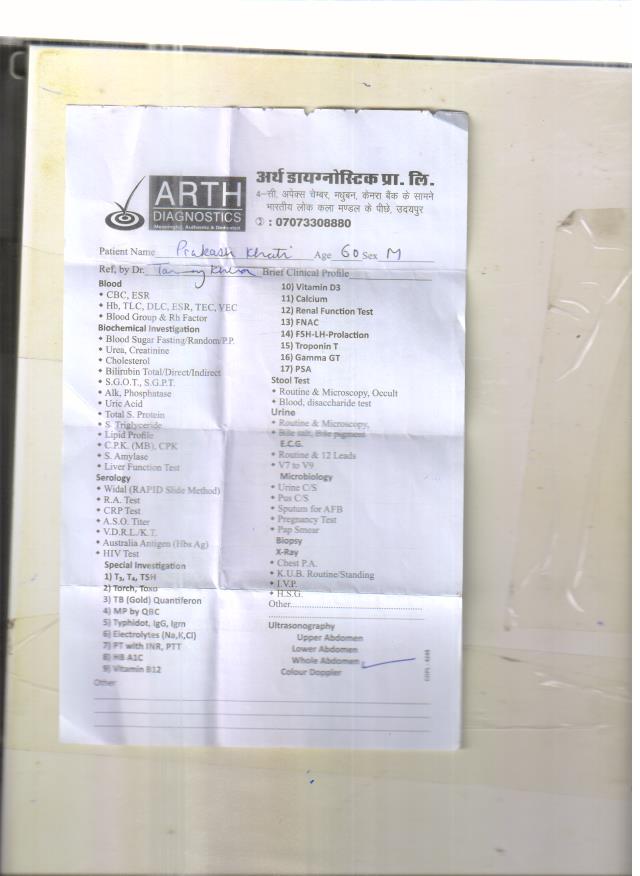 ARTH
DIAGNOSTICS
Meaningful, Authentic & Dedicated
अर्थ डायग्नोस्टिक प्रा. लि.
4-सी, अपेक्स चेम्बर, मधुबन, केनरा बैंक के सामने
भारतीय लोक कला मण्डल के पीछे, उदयपुर
✆ : 07073308880
Patient Name Prakash Khati Age 60 Sex M
Ref, by Dr. Brief Clinical Profile
Blood
• CBC, ESR
• Hb, TLC, DLC, ESR, TEC, VEC
• Blood Group & Rh Factor
Biochemical Investigation
• Blood Sugar Fasting/Random/P.P.
• Urea, Creatinine
• Cholesterol
• Bilirubin Total/Direct/Indirect
• S.G.O.T., S.G.P.T.
• Alk, Phosphatase
• Uric Acid
• Total S. Protein
• S. Triglyceride
• Lipid Profile
• C.P.K. (MB), CPK
• S. Amylase
• Liver Function Test
Serology
• Widal (RAPID Slide Method)
• R.A. Test
• CRP Test
• A.S.O. Titer
• V.D.R.L./K.T.
• Australia Antigen (Hbs Ag)
• HIV Test
Special Investigation
1) T3, T4, TSH
2) Torch, Toxo
3) TB (Gold) Quantiferon
4) MP by QBC
5) Typhidot, IgG, Igm
6) Electrolytes (Na,K,Cl)
7) PT with INR, PTT
8) HB A1C
9) Vitamin B12
Other
10) Vitamin D3
11) Calcium
12) Renal Function Test
13) FNAC
14) FSH-LH-Prolaction
15) Troponin T
16) Gamma GT
17) PSA
Stool Test
• Routine & Microscopy, Occult
• Blood, disaccharide test
Urine
• Routine & Microscopy,
• Bile salt, Bile pigment
E.C.G.
• Routine & 12 Leads
• V7 to V9
Microbiology
• Urine C/S
• Pus C/S
• Sputum for AFB
• Pregnancy Test
• Pap Smear
Biopsy
X-Ray
• Chest P.A.
• K.U.B. Routine/Standing
• I.V.P.
• H.S.G.
Other
Ultrasonography
Upper Abdomen
Lower Abdomen
Whole Abdomen
Colour Doppler